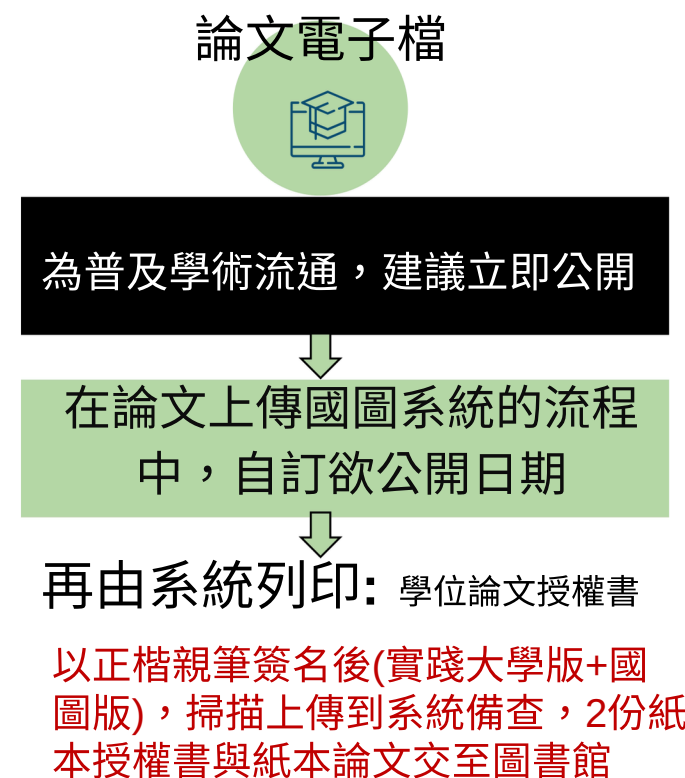 論文電子檔
為普及學術流通，建議立即公開
在論文上傳國圖系統的流程
中，自訂欲公開日期
再由系統列印: 學位論文授權書
以正楷親筆簽名後(實踐大學版+國
圖版)，掃描上傳到系統備查，2份紙
本授權書與紙本論文交至圖書館